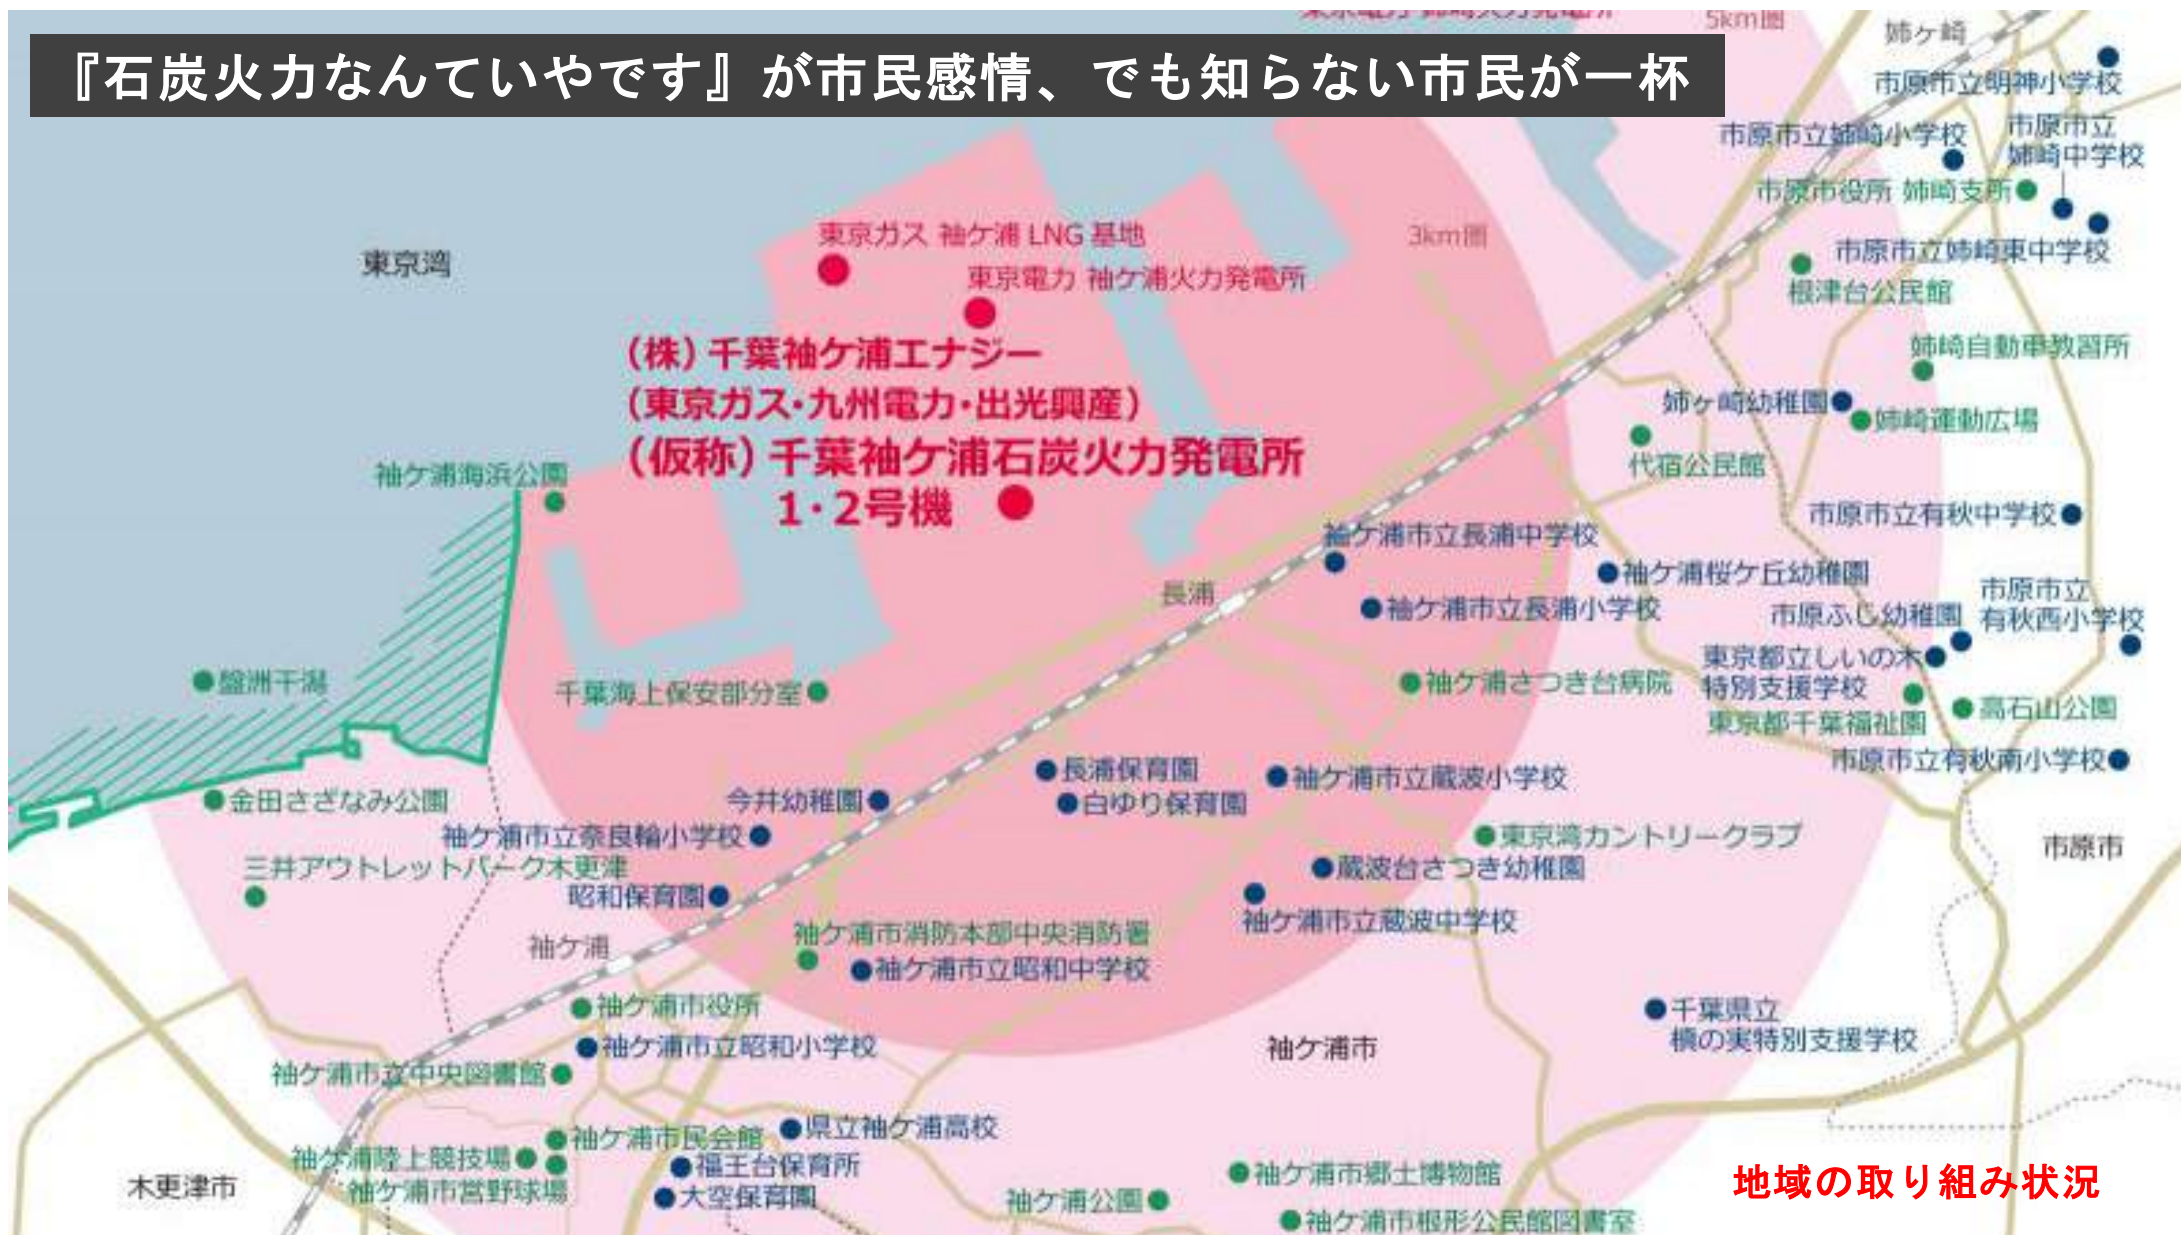 『石炭火力なんていやです』が市民感情、でも知らない市民が一杯
5km圏
姉ヶ崎
市原市立明神小学校
市原市立姉崎小学校
市原市立
姉崎中学校
市原市役所 姉崎支所
市原市立姉崎東中学校
東京湾
東京ガス 袖ケ浦 LNG 基地
3km圏
東京電力 袖ケ浦火力発電所
根津台公民館
(株)千葉袖ケ浦エナジー
(東京ガス・九州電力・出光興産)
(仮称)千葉袖ケ浦石炭火力発電所
1・2号機
姉崎自動車教習所
姉ヶ崎幼稚園
姉崎運動広場
代宿公民館
袖ケ浦海浜公園
市原市立有秋中学校
袖ケ浦市立長浦中学校
袖ケ浦桜ケ丘幼稚園
長浦
袖ケ浦市立長浦小学校
市原ふじ幼稚園
市原市立
有秋西小学校
東京都立しいの木
特別支援学校
盤洲干潟
千葉海上保安部分室
袖ケ浦さつき台病院
東京都千葉福祉園
高石山公園
市原市立有秋南小学校
長浦保育園
袖ケ浦市立蔵波小学校
金田さざなみ公園
今井幼稚園
白ゆり保育園
袖ケ浦市立奈良輪小学校
東京湾カントリークラブ
市原市
三井アウトレットパーク木更津
昭和保育園
蔵波台さつき幼稚園
袖ケ浦市立蔵波中学校
袖ケ浦
袖ケ浦市消防本部中央消防署
袖ケ浦市立昭和中学校
袖ケ浦市役所
千葉県立
槇の実特別支援学校
袖ケ浦市立昭和小学校
袖ケ浦市
袖ケ浦市立中央図書館
袖ケ浦市民会館
県立袖ケ浦高校
袖ケ浦陸上競技場
福王台保育所
袖ケ浦市郷土博物館
地域の取り組み状況
木更津市
袖ケ浦市営野球場
大空保育園
袖ケ浦公園
袖ケ浦市根形公民館図書室